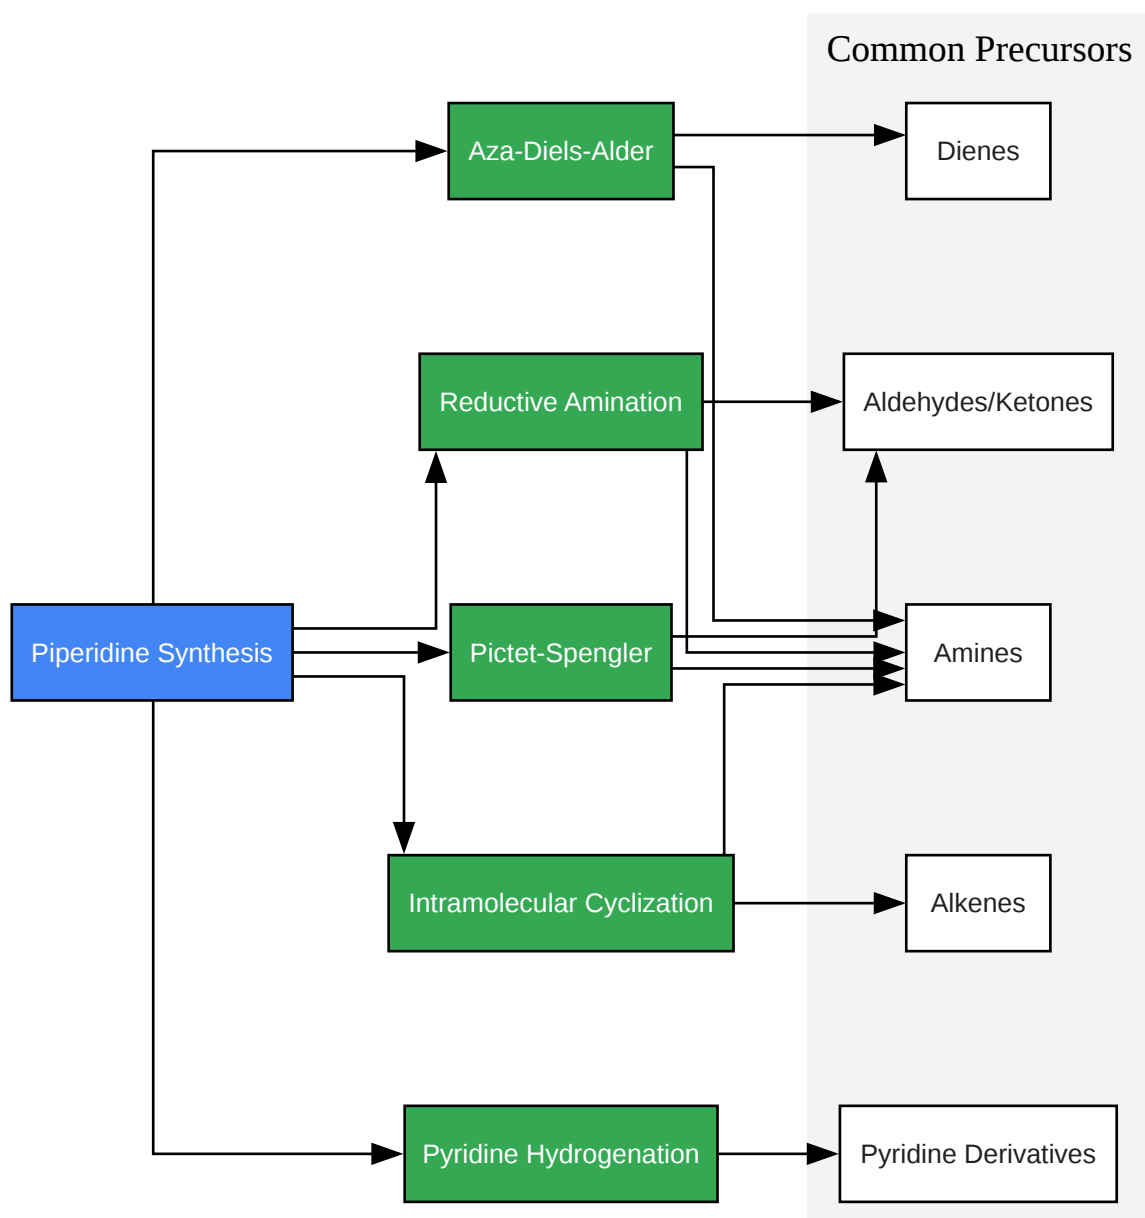 Common Precursors
Aza-Diels-Alder
Dienes
Reductive Amination
Aldehydes/Ketones
Piperidine Synthesis
Pictet-Spengler
Amines
Intramolecular Cyclization
Alkenes
Pyridine Hydrogenation
Pyridine Derivatives